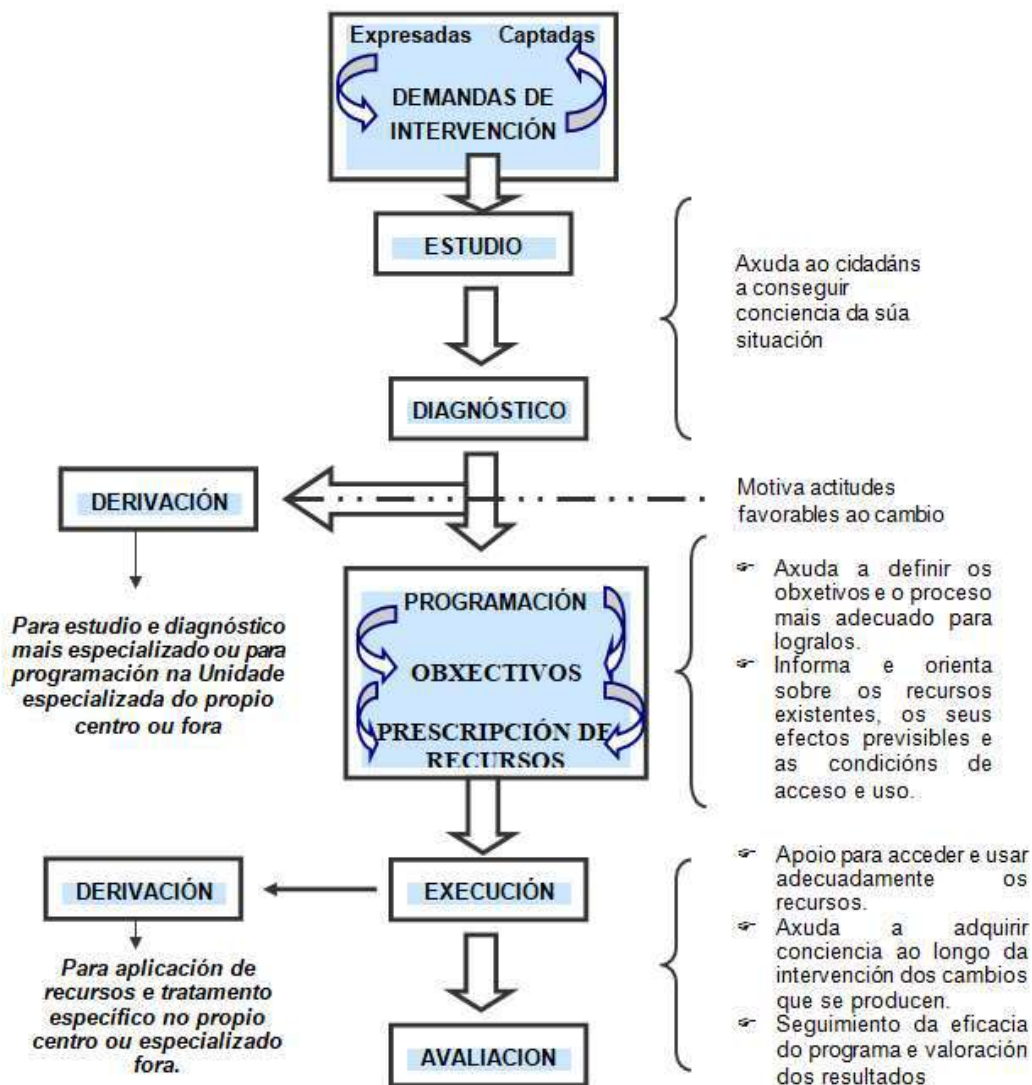 Expresadas Captadas
DEMANDAS DE
INTERVENCIÓN
ESTUDIO
Axuda ao cidadáns
a conseguir
conciencia da súa
situación
DIAGNÓSTICO
DERIVACIÓN
Motiva actitudes
favorables ao cambio
Para estudio e diagnóstico
mais especializado ou para
programación na Unidade
especializada do propio
centro ou fora
PROGRAMACIÓN
OBXECTIVOS
PRESCRIPCIÓN DE
RECURSOS
☞ Axuda a definir os
obxetivos e o proceso
mais adecuado para
logralos.
☞ Informa e orienta
sobre os recursos
existentes, os seus
efectos previsibles e
as condicións de
acceso e uso.
DERIVACIÓN
EXECUCIÓN
Para aplicación de
recursos e tratamento
específico no propio
centro ou especializado
fora.
AVALIACION
☞ Apoio para acceder e usar
adecuadamente os
recursos.
☞ Axuda a adquirir
conciencia ao longo da
intervención dos cambios
que se producen.
☞ Seguimiento da eficacia
do programa e valoración
dos resultados